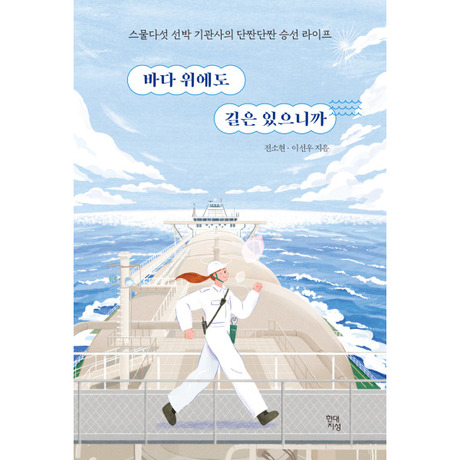 스물다섯 선박 기관사의 단짠단짠 승선 라이프
바다 위에도
길은 있으니까
전소현 · 이선우 지음
현대
지성